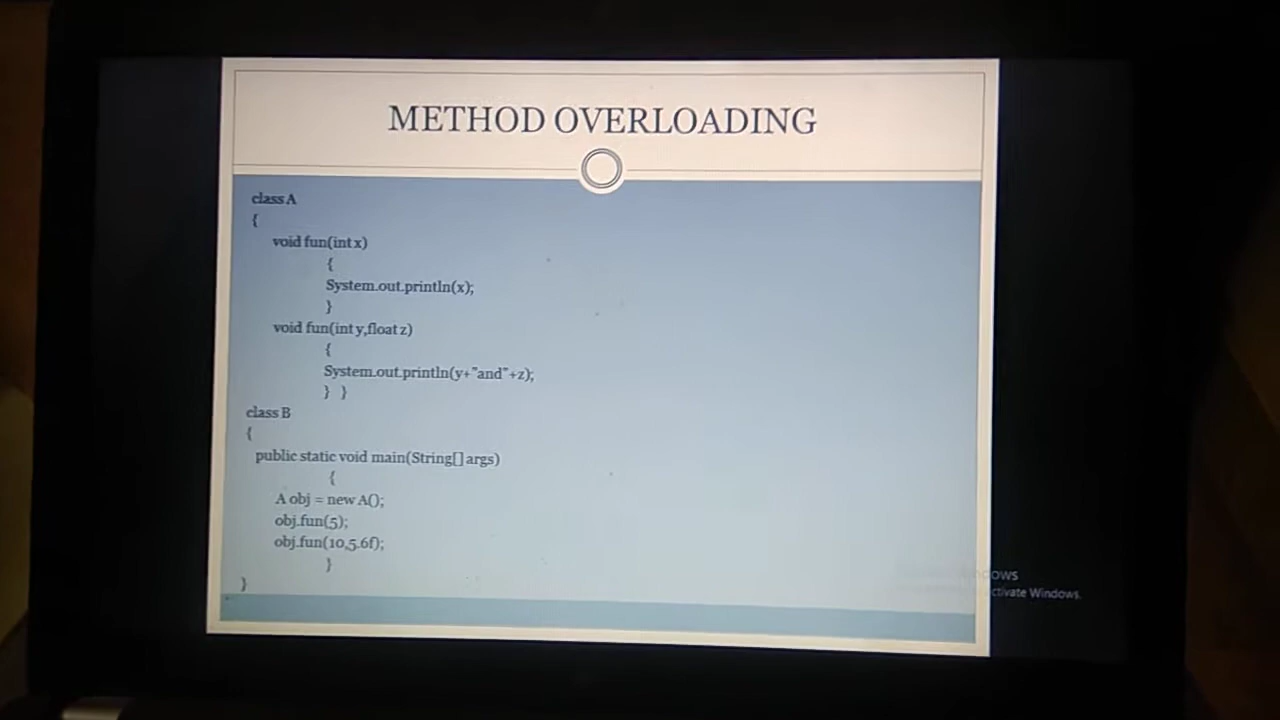 METHOD OVERLOADING
class A
{
void fun(int x)
{
System.out.println(x);
}
void fun(int y,float z)
{
System.out.println(y+"and"+z);
} }
class B
{
public static void main(String[] args)
{
A obj = new A();
obj.fun(5);
obj.fun(10,5.6f);
}
}